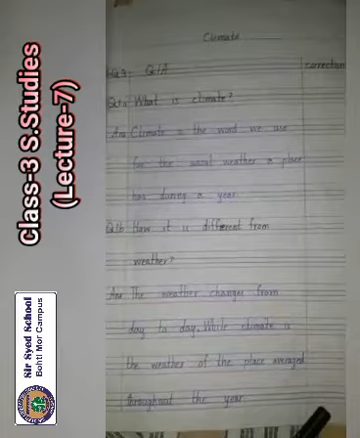 Class-3 S.Studies
(Lecture-7)
Sir Syed School
Bohti Mor Campus
Climate
Q3: Q/A correction
Q(i) What is climate?
Ans Climate is the word we use
for the usual weather a place
has during a year.
Q(ii) How it is different from
weather?
Ans The weather changes from
day to day. While climate is
the weather of the place averaged
throughout the year